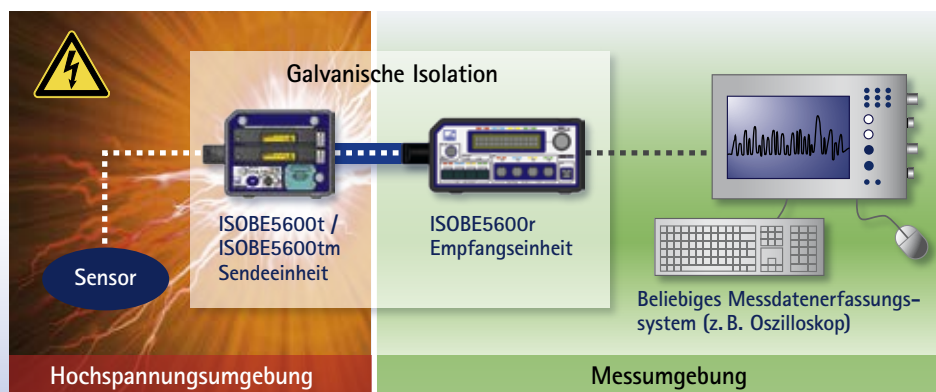 Galvanische Isolation
ISOBE5600t /
ISOBE5600tm
Sendeeinheit
ISOBE5600r
Empfangseinheit
Sensor
Beliebiges Messdatenerfassungs-
system (z. B. Oszilloskop)
Hochspannungsumgebung
Messumgebung